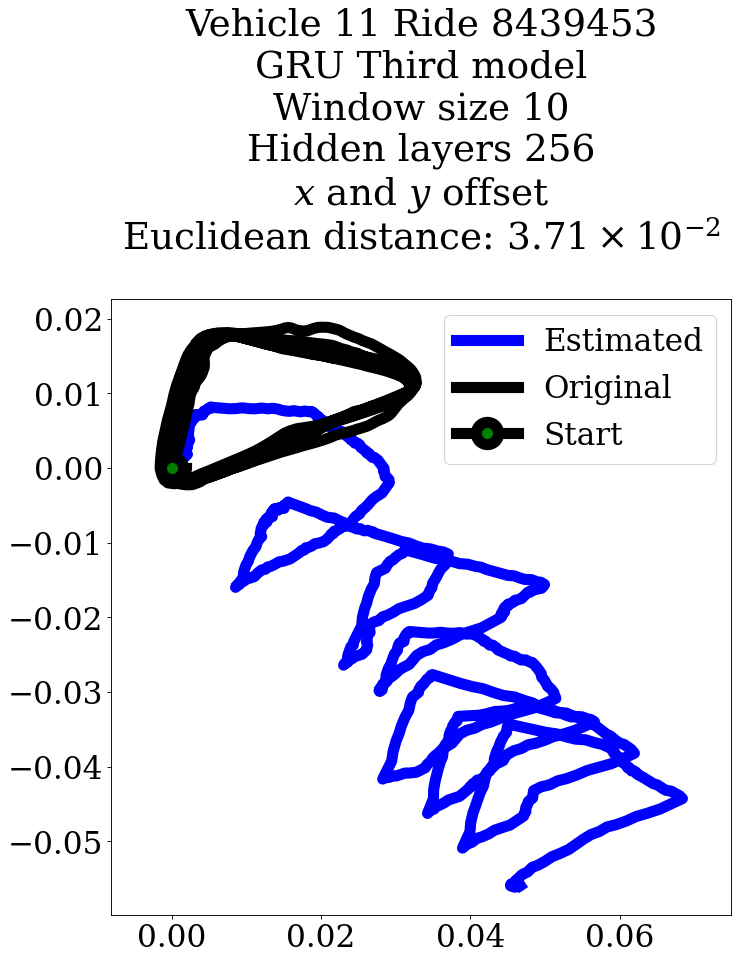 Vehicle 11 Ride 8439453
GRU Third model
Window size 10
Hidden layers 256
x and y offset
Euclidean distance: 3.71 × 10⁻²
Estimated
Original
Start
0.02
0.01
0.00
−0.01
−0.02
−0.03
−0.04
−0.05
0.00 0.02 0.04 0.06